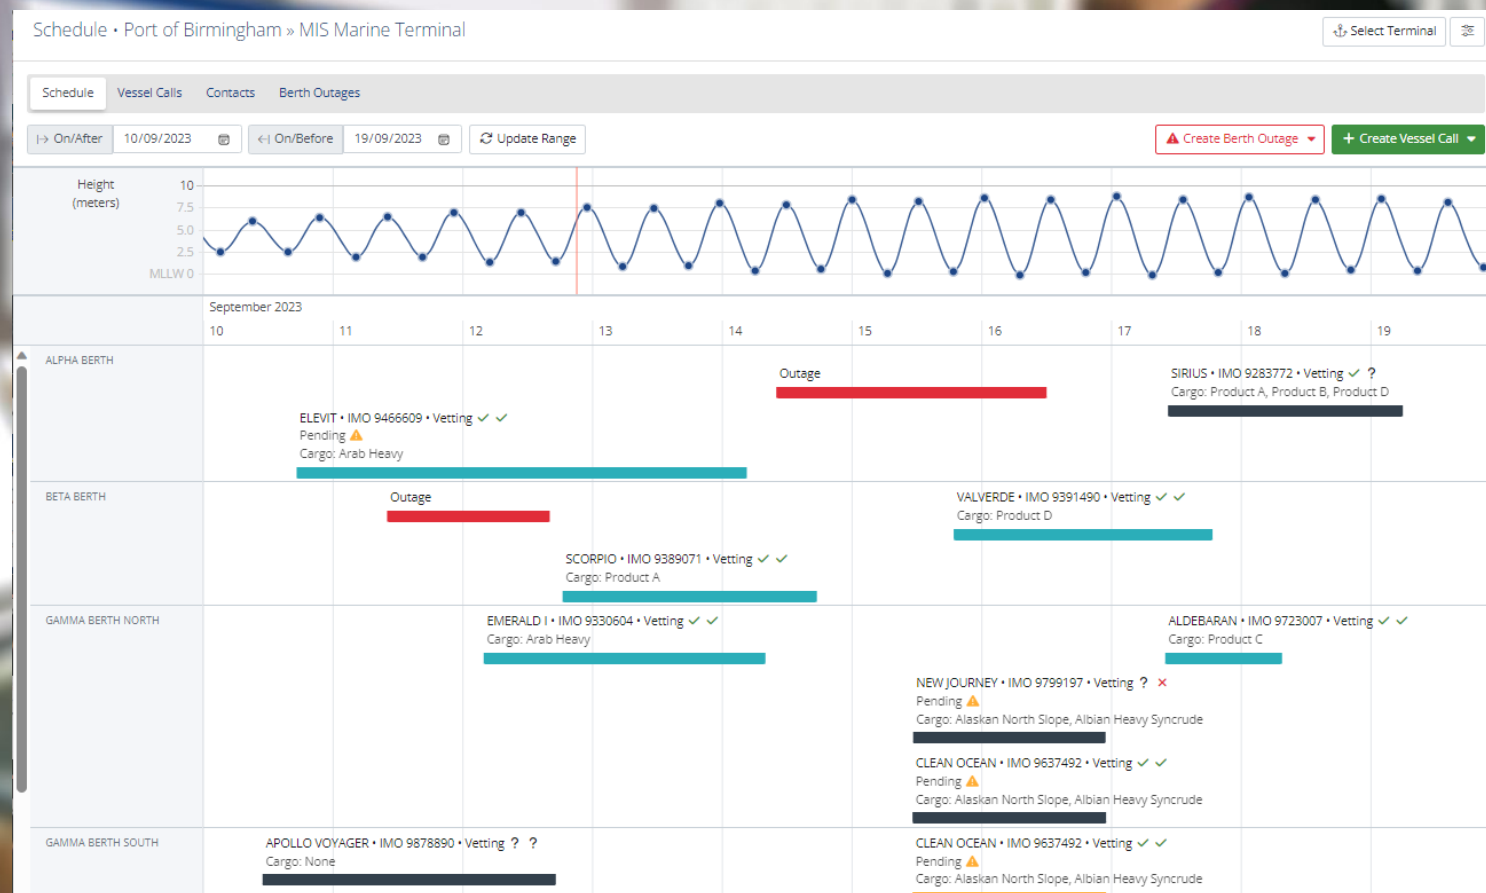 Schedule • Port of Birmingham » MIS Marine Terminal
Select Terminal
Schedule Vessel Calls Contacts Berth Outages
On/After 10/09/2023 On/Before 19/09/2023 Update Range Create Berth Outage + Create Vessel Call
Height
(meters)
10
7.5
5.0
2.5
MLLW 0
September 2023
10 11 12 13 14 15 16 17 18 19
ALPHA BERTH
Outage
SIRIUS • IMO 9283772 • Vetting ✓ ?
Cargo: Product A, Product B, Product D
ELEVIT • IMO 9466609 • Vetting ✓ ✓
Pending
Cargo: Arab Heavy
BETA BERTH
Outage
VALVERDE • IMO 9391490 • Vetting ✓ ✓
Cargo: Product D
SCORPIO • IMO 9389071 • Vetting ✓ ✓
Cargo: Product A
GAMMA BERTH NORTH
EMERALD I • IMO 9330604 • Vetting ✓ ✓
Cargo: Arab Heavy
ALDEBARAN • IMO 9723007 • Vetting ✓ ✓
Cargo: Product C
NEW JOURNEY • IMO 9799197 • Vetting ? ×
Pending
Cargo: Alaskan North Slope, Albian Heavy Syncrude
CLEAN OCEAN • IMO 9637492 • Vetting ✓ ✓
Pending
Cargo: Alaskan North Slope, Albian Heavy Syncrude
GAMMA BERTH SOUTH
APOLLO VOYAGER • IMO 9878890 • Vetting ? ?
Cargo: None
CLEAN OCEAN • IMO 9637492 • Vetting ✓ ✓
Pending
Cargo: Alaskan North Slope, Albian Heavy Syncrude